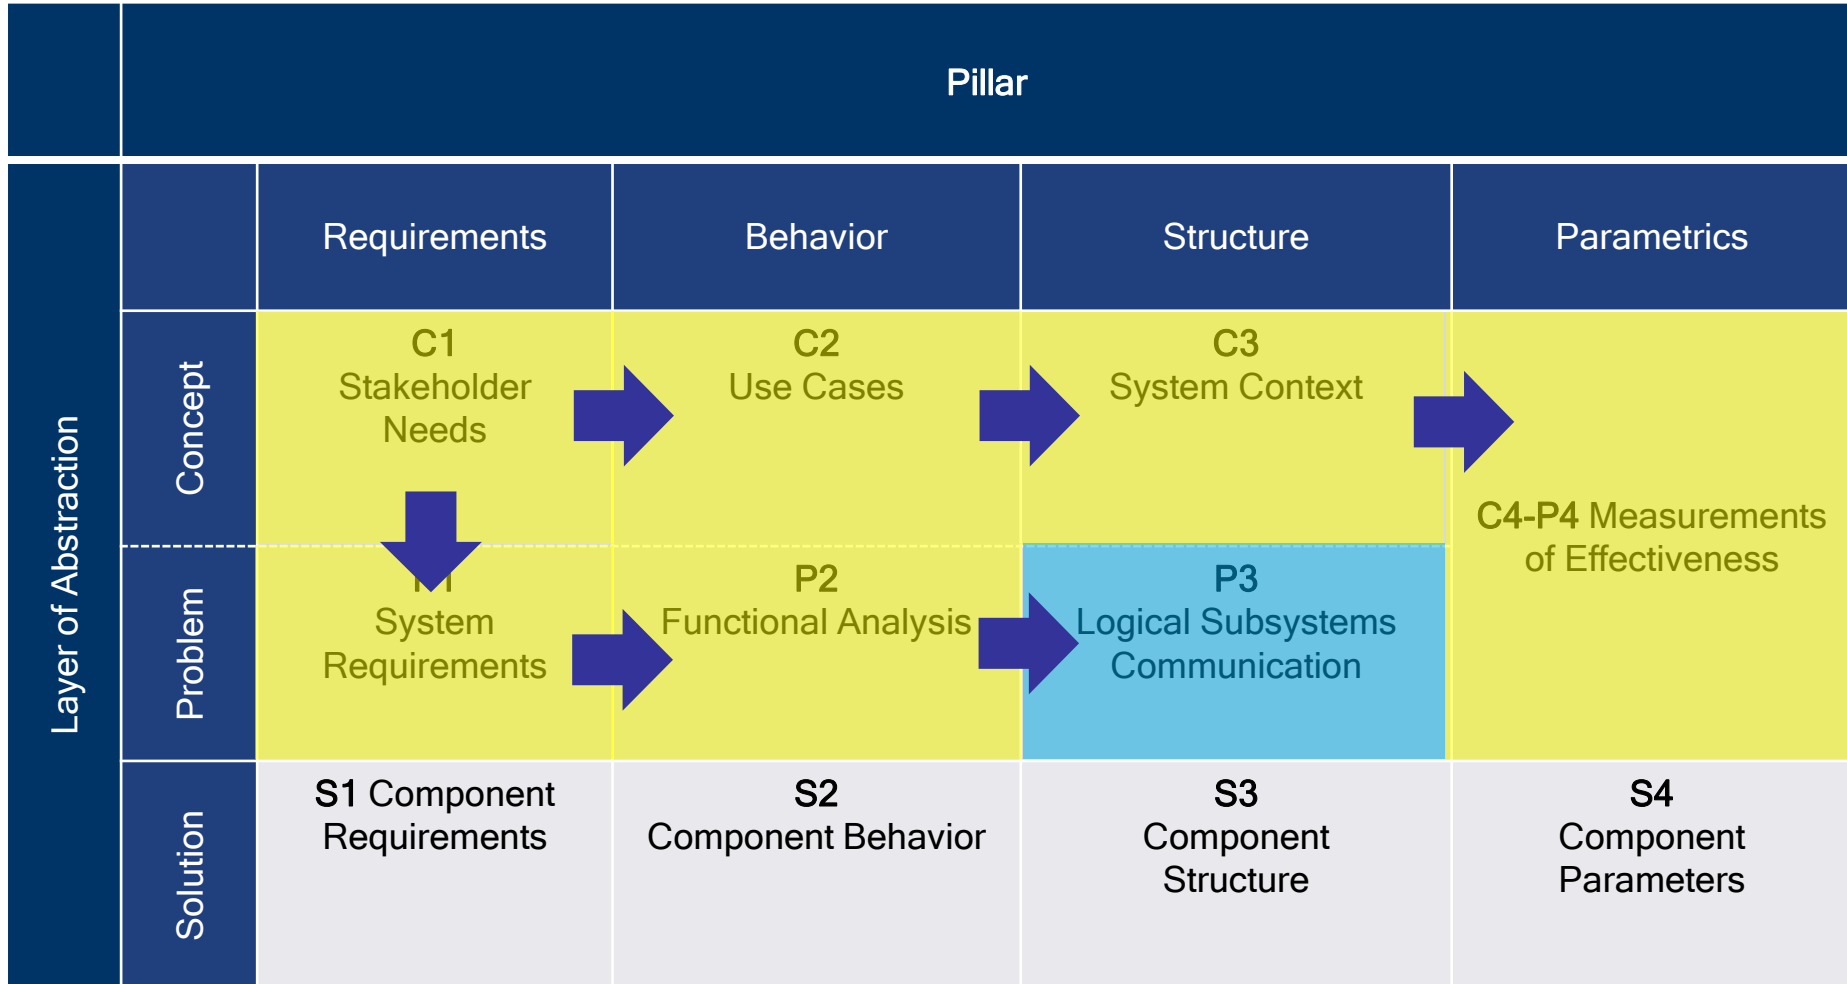 Pillar
Requirements
Behavior
Structure
Parametrics
Layer of Abstraction
Concept
C1
Stakeholder
Needs
C2
Use Cases
C3
System Context
C4-P4 Measurements
of Effectiveness
Problem
System
Requirements
P2
Functional Analysis
P3
Logical Subsystems
Communication
Solution
S1 Component
Requirements
S2
Component Behavior
S3
Component
Structure
S4
Component
Parameters